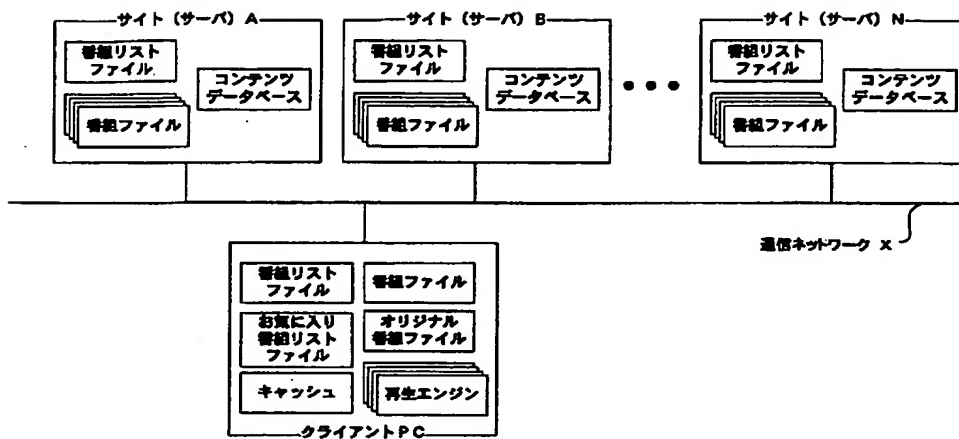 サイト（サーバ）A
番組リスト
ファイル
コンテンツ
データベース
番組ファイル
サイト（サーバ）B
番組リスト
ファイル
コンテンツ
データベース
番組ファイル
サイト（サーバ）N
番組リスト
ファイル
コンテンツ
データベース
番組ファイル
通信ネットワーク X
番組リスト
ファイル
番組ファイル
お気に入り
番組リスト
ファイル
オリジナル
番組ファイル
キャッシュ
再生エンジン
クライアントPC